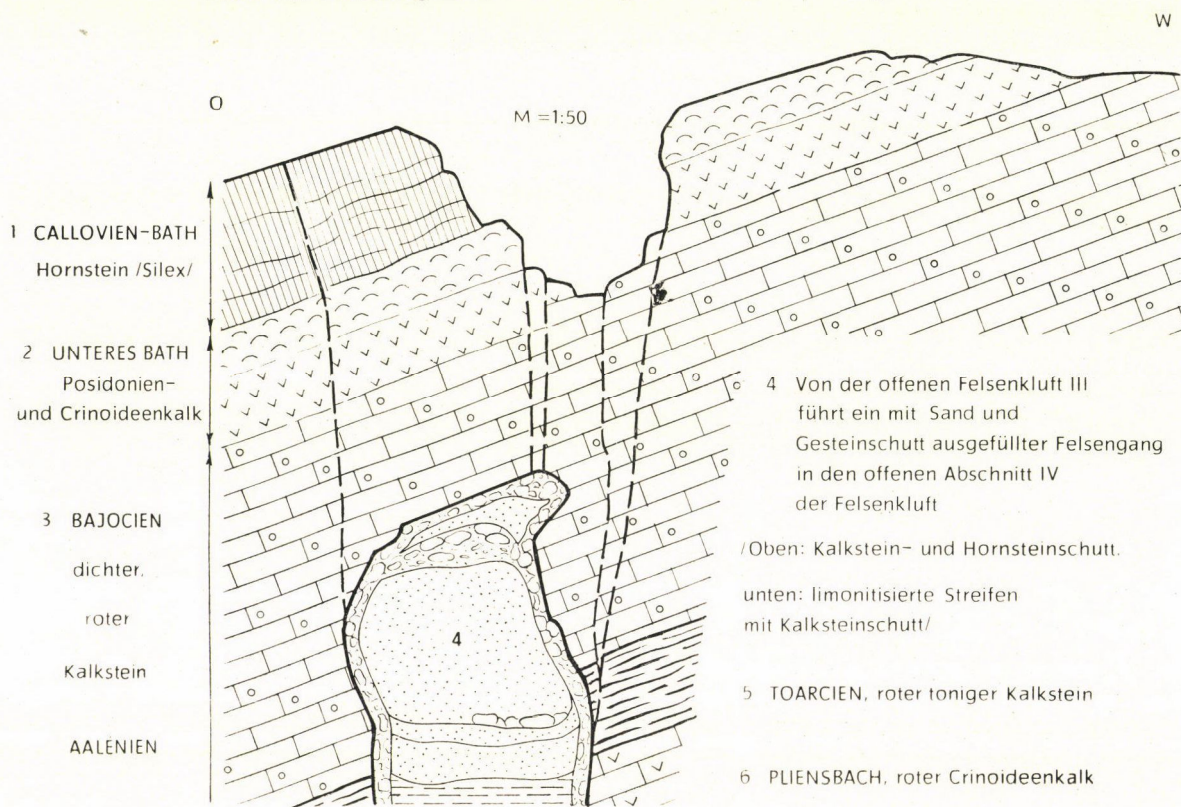 W
O
M = 1:50
1 CALLOVIEN-BATH
Hornstein /Silex/
2 UNTERES BATH
Posidonien-
und Crinoideenkalk
3 BAJOCIEN
dichter,
roter
Kalkstein
AALENIEN
4
4 Von der offenen Felsenkluft III
führt ein mit Sand und
Gesteinschutt ausgefüllter Felsengang
in den offenen Abschnitt IV
der Felsenkluft
/Oben: Kalkstein- und Hornsteinschutt.
unten: limonitisierte Streifen
mit Kalksteinschutt/
5 TOARCIEN, roter toniger Kalkstein
6 PLIENSBACH, roter Crinoideenkalk